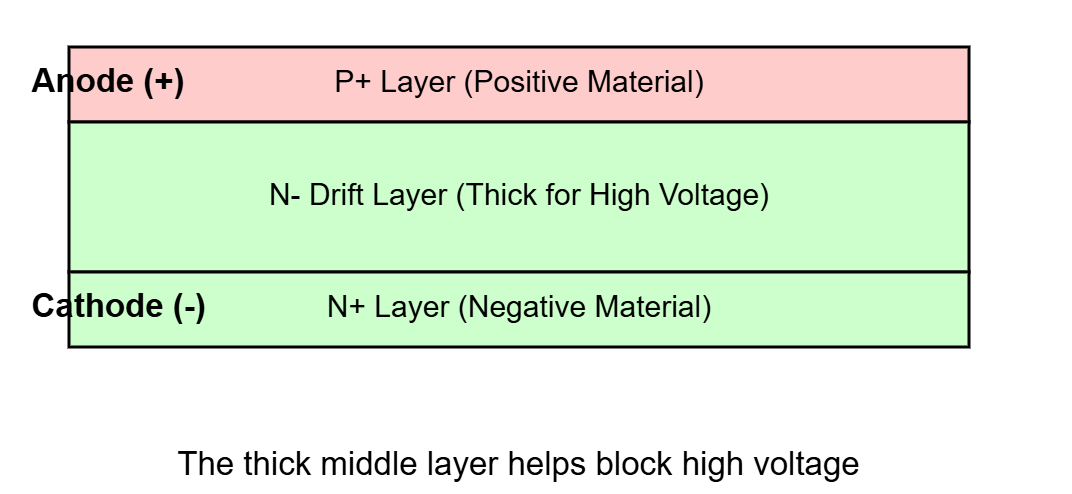 Anode (+) P+ Layer (Positive Material)
N- Drift Layer (Thick for High Voltage)
Cathode (-) N+ Layer (Negative Material)
The thick middle layer helps block high voltage